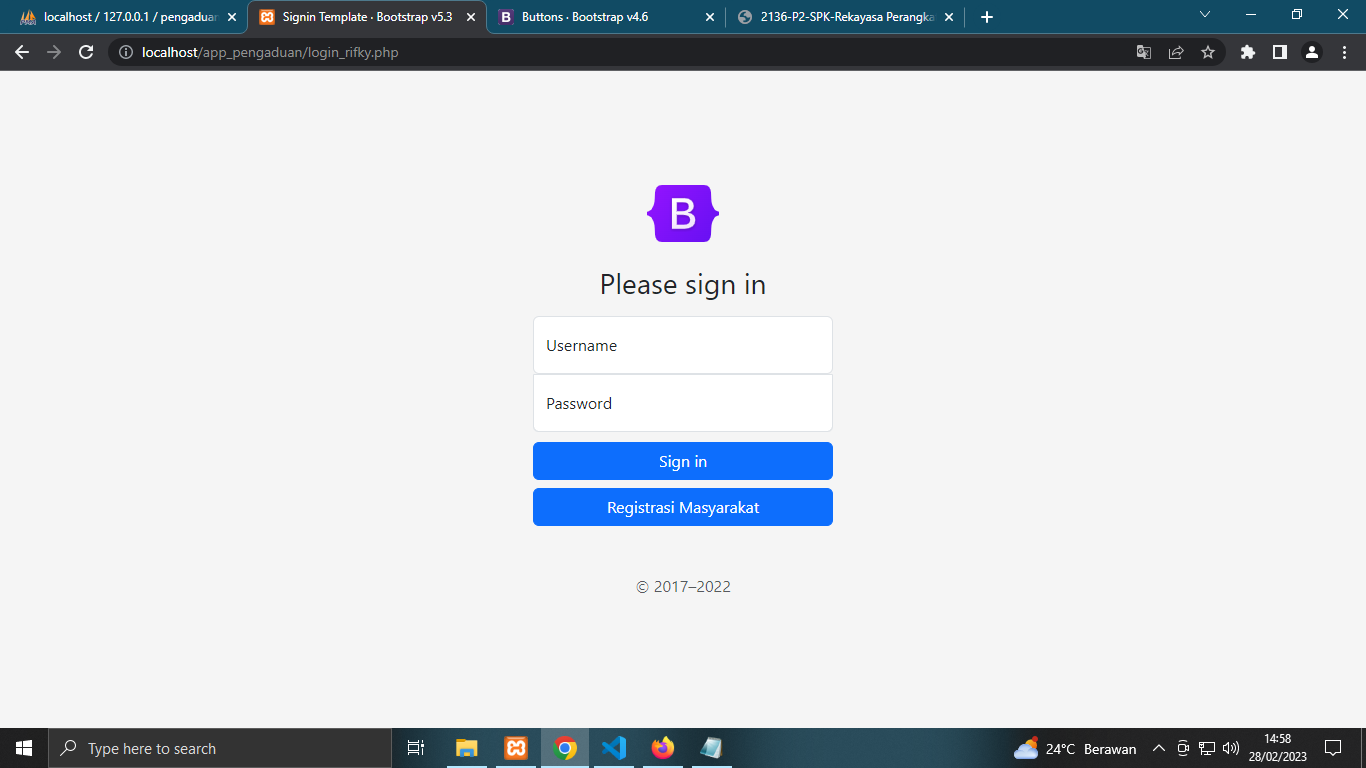 localhost / 127.0.0.1 / pengaduan
Signin Template · Bootstrap v5.3
Buttons · Bootstrap v4.6
2136-P2-SPK-Rekayasa Perangka
localhost/app_pengaduan/login_rifky.php
B
Please sign in
Username
Password
Sign in
Registrasi Masyarakat
© 2017–2022
Type here to search
24°C Berawan
14:58
28/02/2023